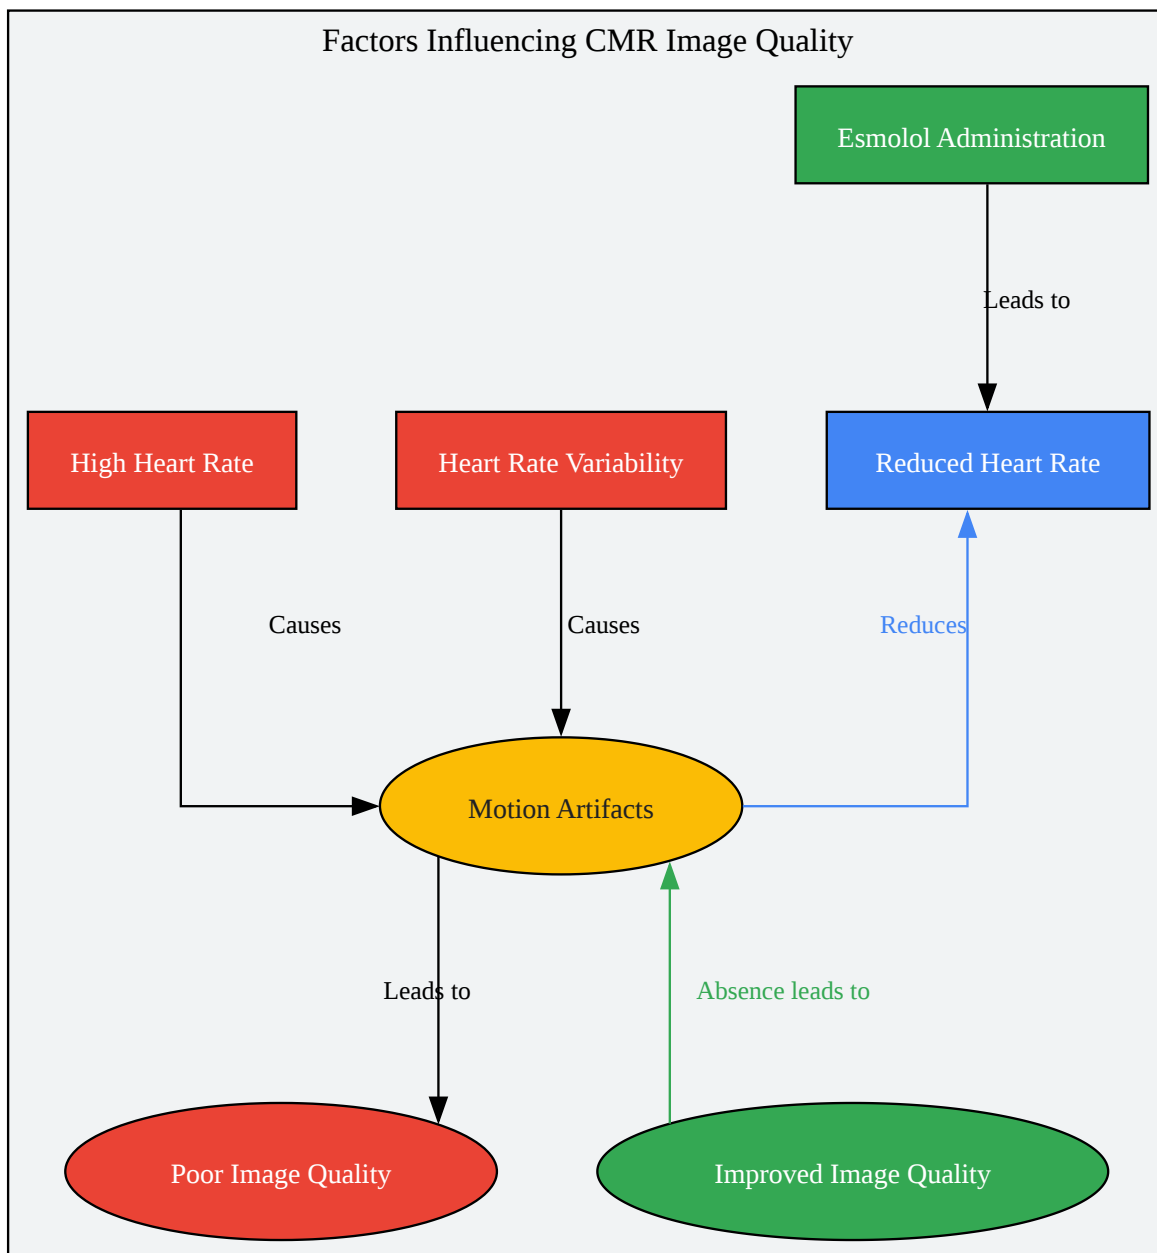 Factors Influencing CMR Image Quality
Esmolol Administration
Leads to
High Heart Rate
Heart Rate Variability
Reduced Heart Rate
Causes
Causes
Reduces
Motion Artifacts
Leads to
Absence leads to
Poor Image Quality
Improved Image Quality